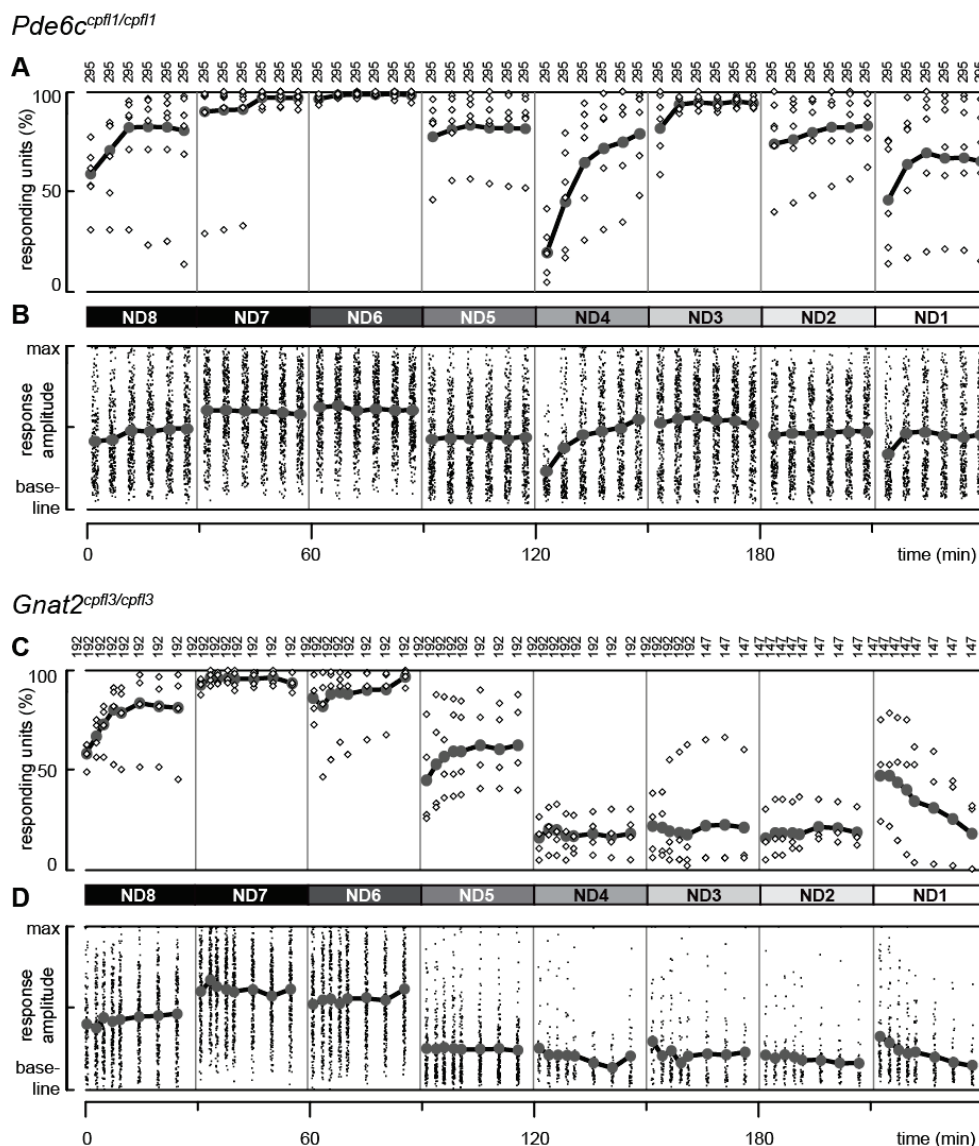 Pde6c^cpfl1/cpfl1
A
295 295 295 295 295 295 295 295 295 295 295 295 295 295 295 295 295 295 295 295 295 295 295 295 295 295 295 295 295 295 295 295 295 295 295 295 295 295 295 295 295 295 295 295 295 295 295 295
responding units (%)
100
50
0
B
ND8 ND7 ND6 ND5 ND4 ND3 ND2 ND1
response
amplitude
max
base-
line
0 60 120 180 time (min)
Gnat2^cpfl3/cpfl3
C
192 192 192 192 192 192 192 192 192 192 192 192 192 192 192 192 192 192 192 192 192 192 192 192 192 192 192 192 192 192 192 192 192 192 192 192 192 192 192 192 192 192 192 192 192 147 147 147 147 147 147 147 147 147 147 147 147 147 147 147 147 147 147 147
responding units (%)
100
50
0
D
ND8 ND7 ND6 ND5 ND4 ND3 ND2 ND1
response
amplitude
max
base-
line
0 60 120 180 time (min)